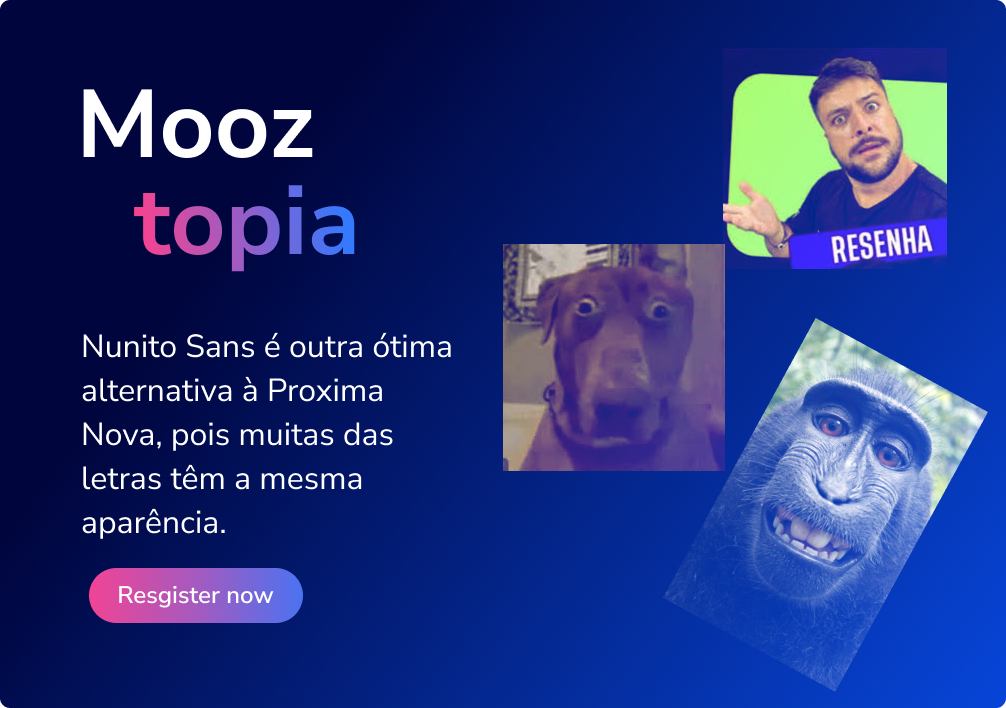 Mooz
topia
Nunito Sans é outra ótima
alternativa à Proxima
Nova, pois muitas das
letras têm a mesma
aparência.
Resgister now
RESENHA